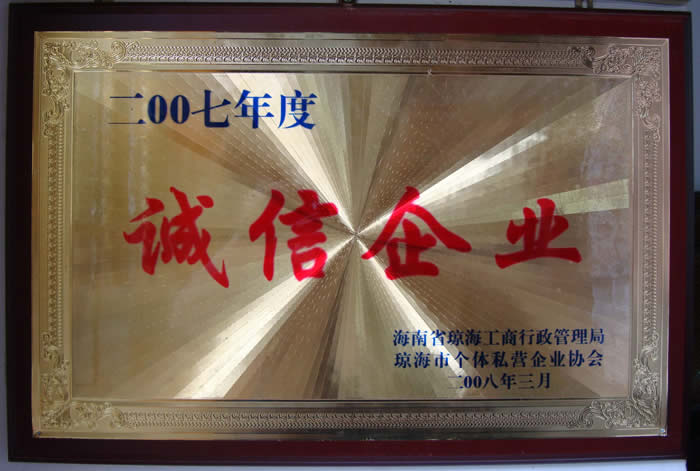 二00七年度
诚信企业
海南省琼海工商行政管理局
琼海市个体私营企业协会
二00八年三月